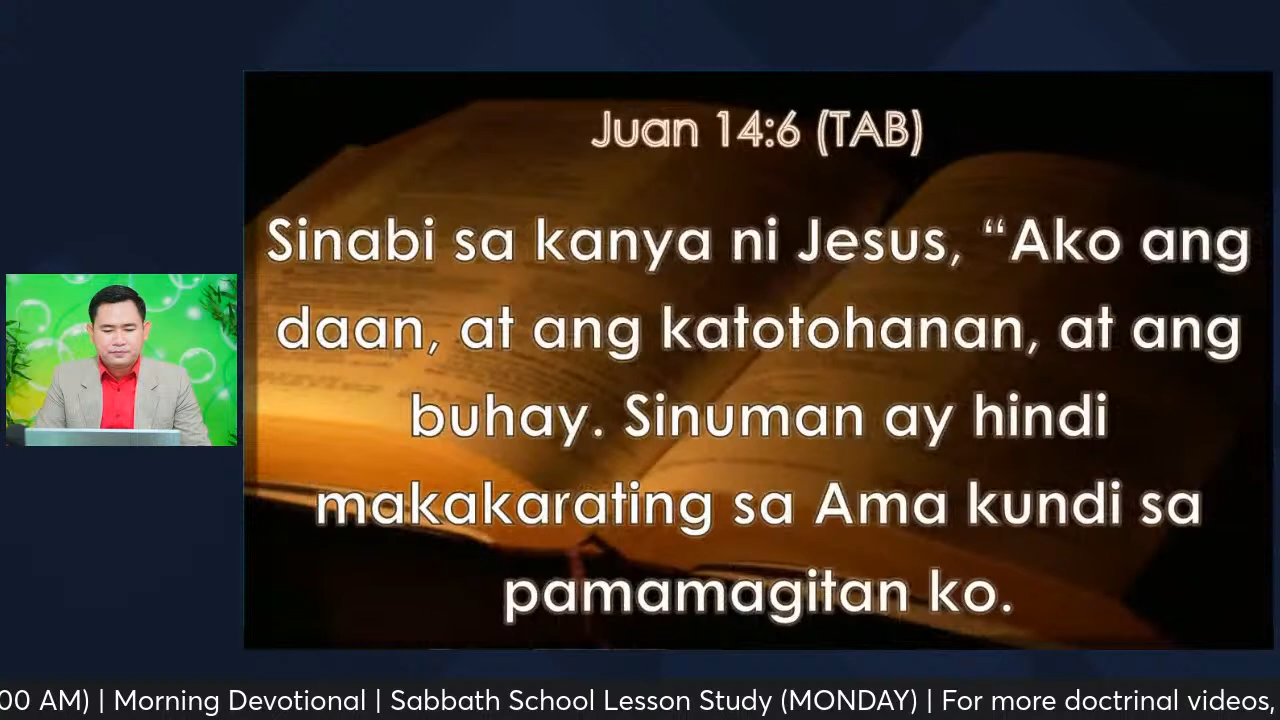 Juan 14:6 (TAB)
Sinabi sa kanya ni Jesus, “Ako ang
daan, at ang katotohanan, at ang
buhay. Sinuman ay hindi
makakarating sa Ama kundi sa
pamamagitan ko.
00 AM) | Morning Devotional | Sabbath School Lesson Study (MONDAY) | For more doctrinal videos,